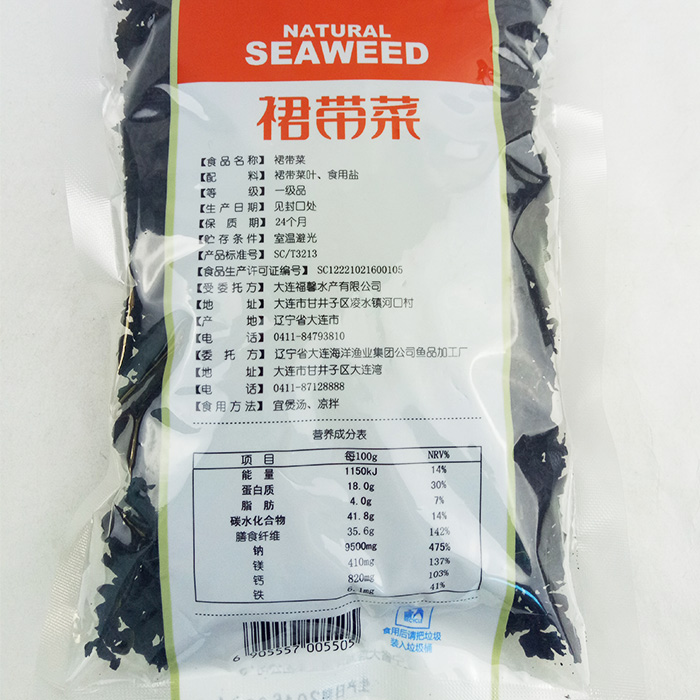 NATURAL
SEAWEED
裙带菜
【食品名称】 裙带菜
【配 料】 裙带菜叶、食用盐
【等 级】 一级品
【生产日期】 见封口处
【保 质 期】 24个月
【贮存条件】 室温避光
【产品标准号】 SC/T3213
【食品生产许可证编号】 SC12221021600105
【受委托方】 大连福馨水产有限公司
【地 址】 大连市甘井子区凌水镇河口村
【产 地】 辽宁省大连市
【电 话】 0411-84793810
【委 托 方】 辽宁省大连海洋渔业集团公司鱼品加工厂
【地 址】 大连市甘井子区大连湾
【电 话】 0411-87128888
【食用方法】 宜煲汤、凉拌
营养成分表
项 目 每100g NRV%
能 量 1150kJ 14%
蛋白质 18.0g 30%
脂 肪 4.0g 7%
碳水化合物 41.8g 14%
膳食纤维 35.6g 142%
钠 9500mg 475%
镁 410mg 137%
钙 820mg 103%
铁 6.1mg 41%
食用后请把垃圾
装入垃圾桶
6 905557 005505
生产日期